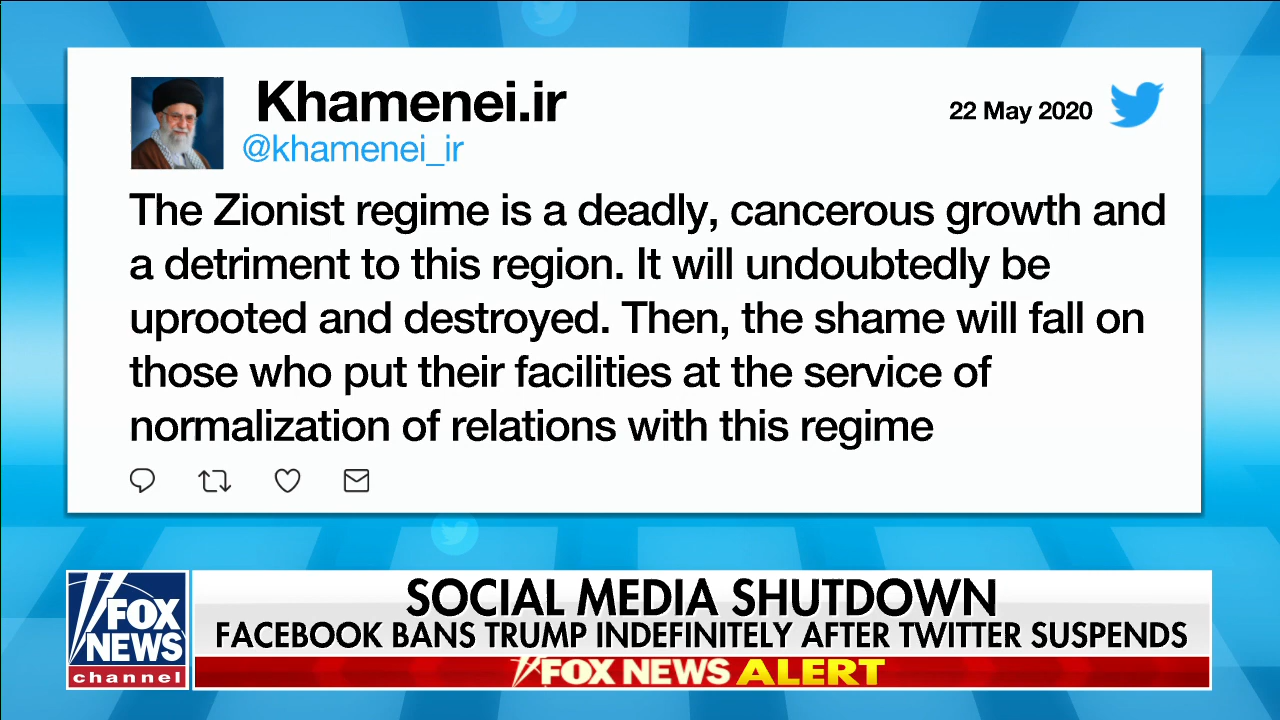 Khamenei.ir
22 May 2020
@khamenei_ir
The Zionist regime is a deadly, cancerous growth and
a detriment to this region. It will undoubtedly be
uprooted and destroyed. Then, the shame will fall on
those who put their facilities at the service of
normalization of relations with this regime
FOX
NEWS
channel
SOCIAL MEDIA SHUTDOWN
FACEBOOK BANS TRUMP INDEFINITELY AFTER TWITTER SUSPENDS
FOX NEWS ALERT